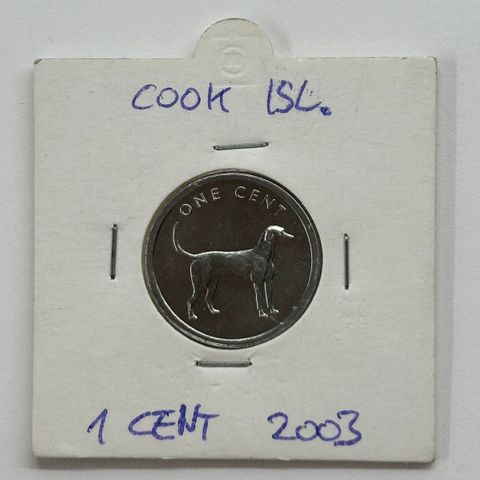 COOK ISL.
ONE CENT
1 CENT 2003